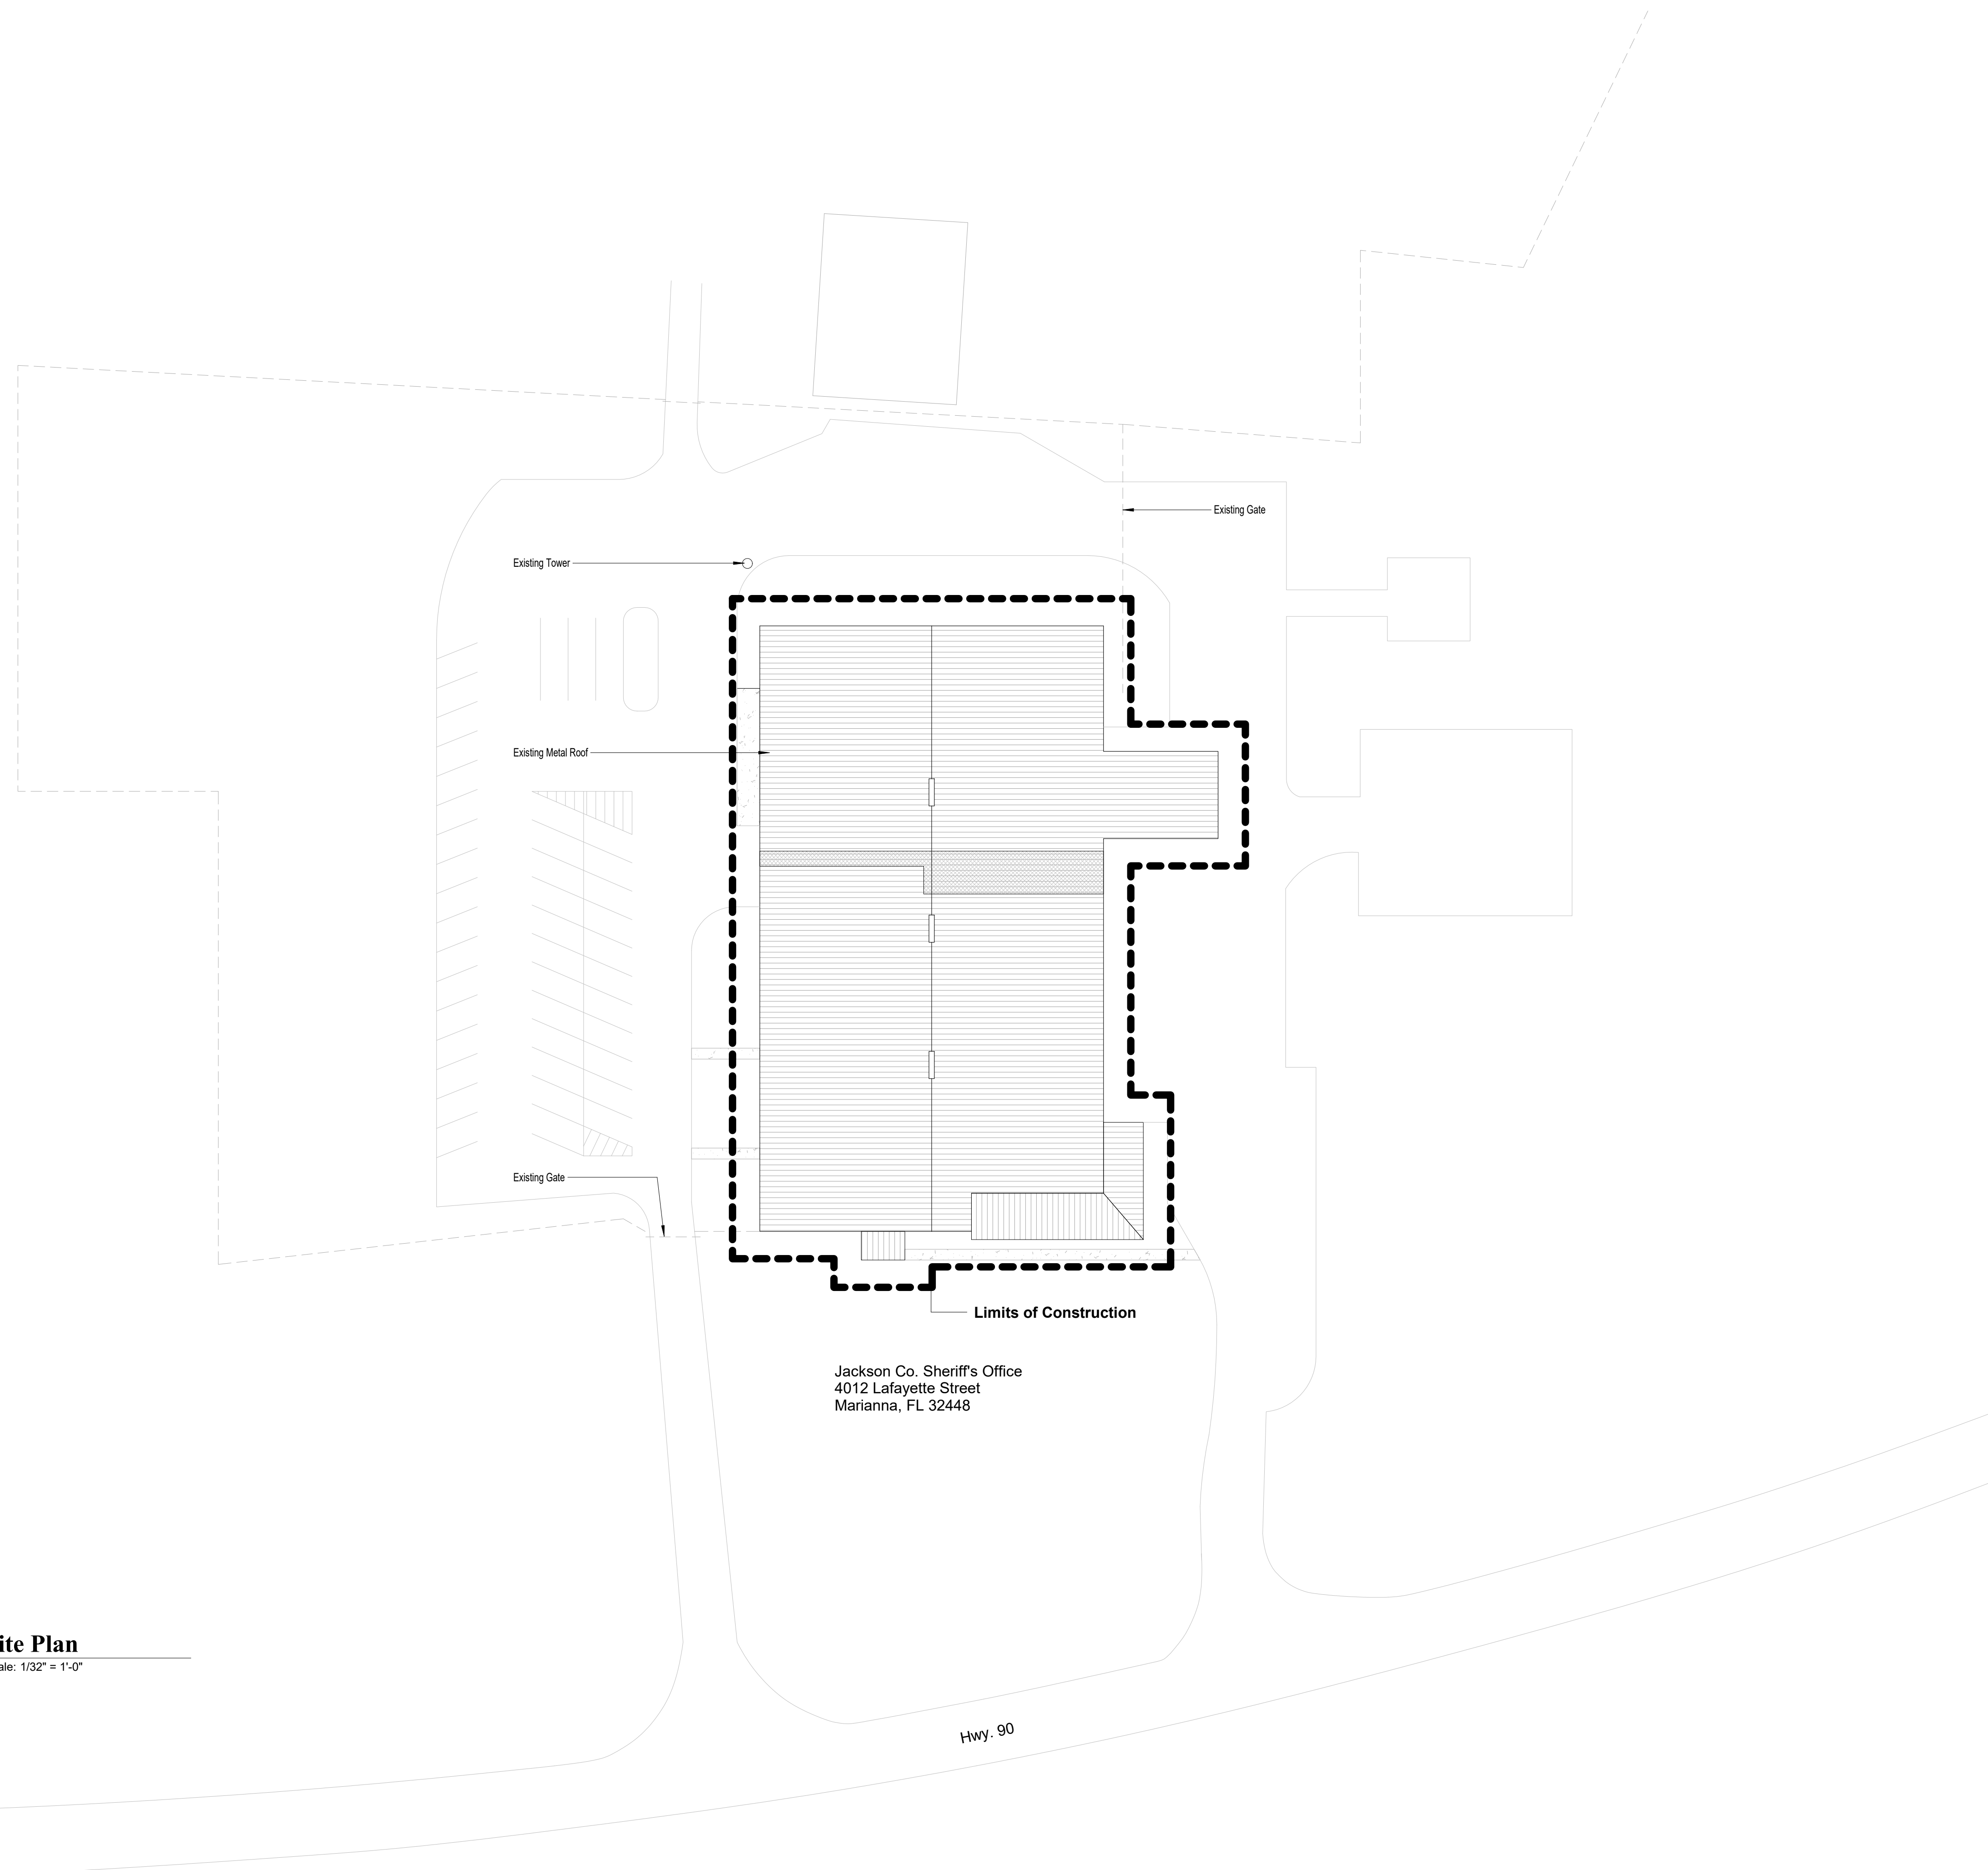 Existing Gate
Existing Tower
Existing Metal Roof
Existing Gate
Limits of Construction
Jackson Co. Sheriff's Office
4012 Lafayette Street
Marianna, FL 32448
ite Plan
ale: 1/32" = 1'-0"
Hwy. 90